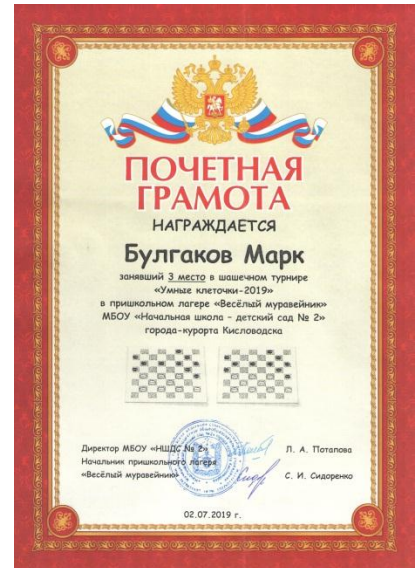 ПОЧЕТНАЯ
ГРАМОТА
НАГРАЖДАЕТСЯ
Булгаков Марк
занявший 3 место в шашечном турнире
«Умные клеточки-2019»
в пришкольном лагере «Весёлый муравейник»
МБОУ «Начальная школа – детский сад № 2»
города-курорта Кисловодска
Директор МБОУ «НШДС № 2» Л. А. Потапова
Начальник пришкольного лагеря
«Весёлый муравейник» С. И. Сидоренко
02.07.2019 г.